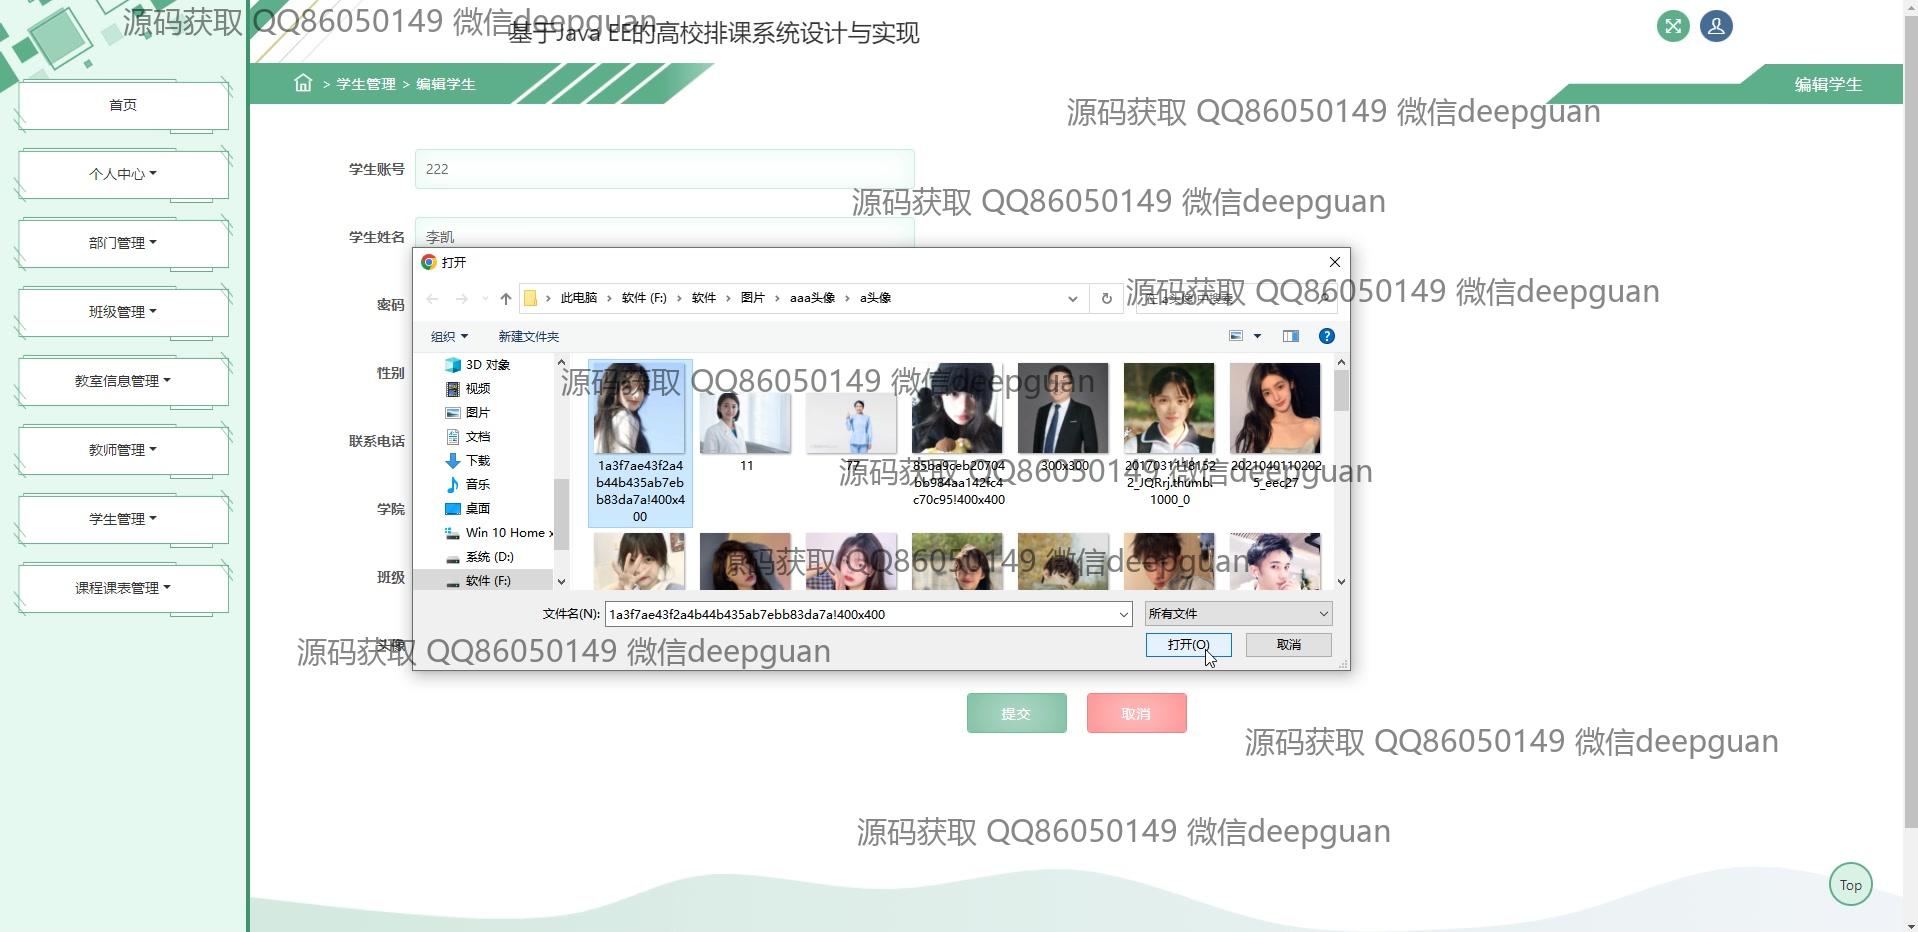 源码获取 QQ86050149 微信deepguan
基于Java EE的高校排课系统设计与实现
> 学生管理 > 编辑学生
编辑学生
源码获取 QQ86050149 微信deepguan
首页
个人中心
部门管理
班级管理
教室信息管理
教师管理
学生管理
课程课表管理
学生账号 222
源码获取 QQ86050149 微信deepguan
学生姓名 李凯
密码
性别
联系电话
学院
班级
头像
打开
此电脑 > 软件 (F:) > 软件 > 图片 > aaa头像 > a头像
源码获取 QQ86050149 微信deepguan
组织 新建文件夹
3D 对象
视频
图片
文档
下载
音乐
桌面
Win 10 Home x
系统 (D:)
软件 (F:)
源码获取 QQ86050149 微信deepguan
1a3f7ae43f2a4
b44b435ab7eb
b83da7a!400x4
00
11
77
85ba9ceb20704
bb984aa142fc4
c70c95!400x400
300x300
2017031118152
2_JQRrj.thumb.
1000_0
2021040110202
5_eec27
源码获取 QQ86050149 微信deepguan
源码获取 QQ86050149 微信deepguan
文件名(N): 1a3f7ae43f2a4b44b435ab7ebb83da7a!400x400
所有文件
打开(O) 取消
源码获取 QQ86050149 微信deepguan
提交 取消
源码获取 QQ86050149 微信deepguan
源码获取 QQ86050149 微信deepguan
Top